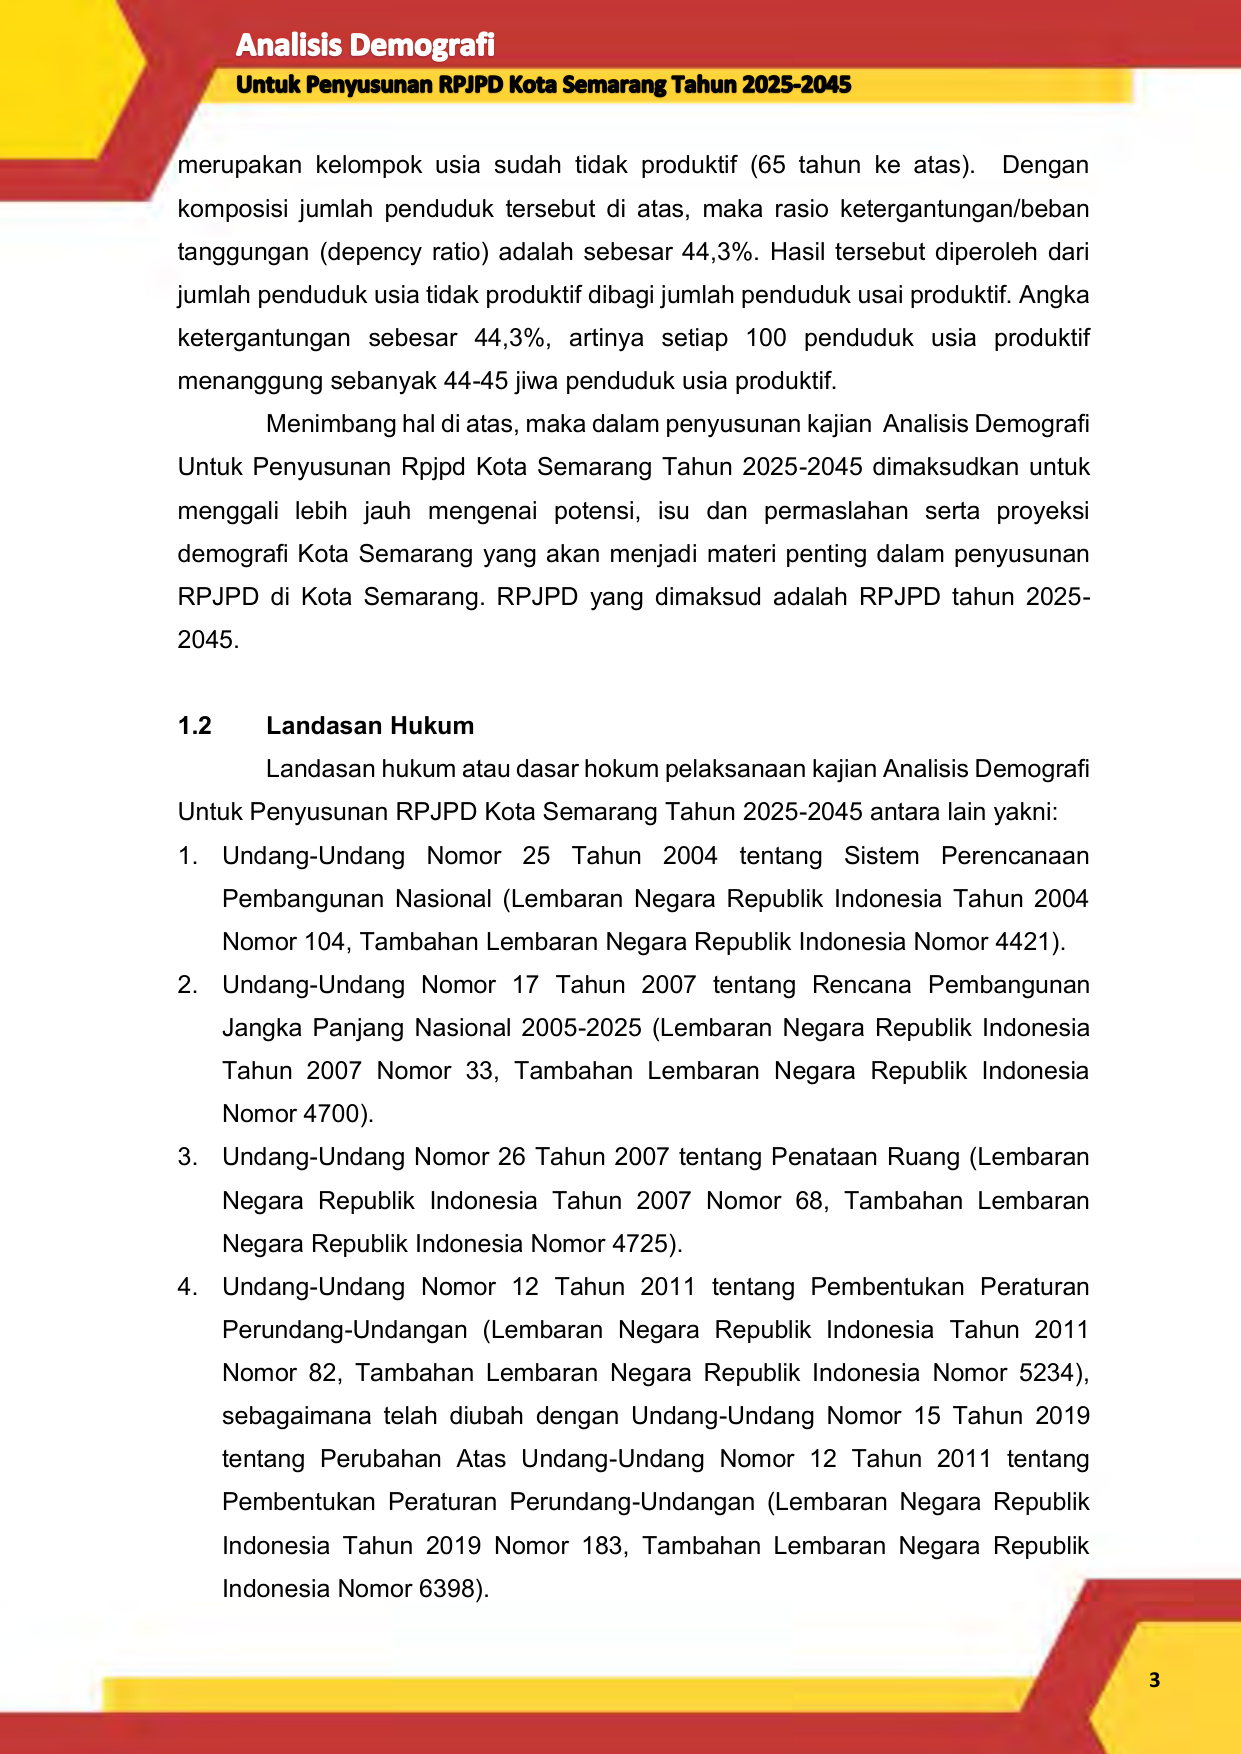 Analisis Demografi
Untuk Penyusunan RPJPD Kota Semarang Tahun 2025-2045
merupakan kelompok usia sudah tidak produktif (65 tahun ke atas). Dengan
komposisi jumlah penduduk tersebut di atas, maka rasio ketergantungan/beban
tanggungan (depency ratio) adalah sebesar 44,3%. Hasil tersebut diperoleh dari
jumlah penduduk usia tidak produktif dibagi jumlah penduduk usai produktif. Angka
ketergantungan sebesar 44,3%, artinya setiap 100 penduduk usia produktif
menanggung sebanyak 44-45 jiwa penduduk usia produktif.
Menimbang hal di atas, maka dalam penyusunan kajian Analisis Demografi
Untuk Penyusunan Rpjpd Kota Semarang Tahun 2025-2045 dimaksudkan untuk
menggali lebih jauh mengenai potensi, isu dan permaslahan serta proyeksi
demografi Kota Semarang yang akan menjadi materi penting dalam penyusunan
RPJPD di Kota Semarang. RPJPD yang dimaksud adalah RPJPD tahun 2025-
2045.
1.2 Landasan Hukum
Landasan hukum atau dasar hokum pelaksanaan kajian Analisis Demografi
Untuk Penyusunan RPJPD Kota Semarang Tahun 2025-2045 antara lain yakni:
1. Undang-Undang Nomor 25 Tahun 2004 tentang Sistem Perencanaan
Pembangunan Nasional (Lembaran Negara Republik Indonesia Tahun 2004
Nomor 104, Tambahan Lembaran Negara Republik Indonesia Nomor 4421).
2. Undang-Undang Nomor 17 Tahun 2007 tentang Rencana Pembangunan
Jangka Panjang Nasional 2005-2025 (Lembaran Negara Republik Indonesia
Tahun 2007 Nomor 33, Tambahan Lembaran Negara Republik Indonesia
Nomor 4700).
3. Undang-Undang Nomor 26 Tahun 2007 tentang Penataan Ruang (Lembaran
Negara Republik Indonesia Tahun 2007 Nomor 68, Tambahan Lembaran
Negara Republik Indonesia Nomor 4725).
4. Undang-Undang Nomor 12 Tahun 2011 tentang Pembentukan Peraturan
Perundang-Undangan (Lembaran Negara Republik Indonesia Tahun 2011
Nomor 82, Tambahan Lembaran Negara Republik Indonesia Nomor 5234),
sebagaimana telah diubah dengan Undang-Undang Nomor 15 Tahun 2019
tentang Perubahan Atas Undang-Undang Nomor 12 Tahun 2011 tentang
Pembentukan Peraturan Perundang-Undangan (Lembaran Negara Republik
Indonesia Tahun 2019 Nomor 183, Tambahan Lembaran Negara Republik
Indonesia Nomor 6398).
3